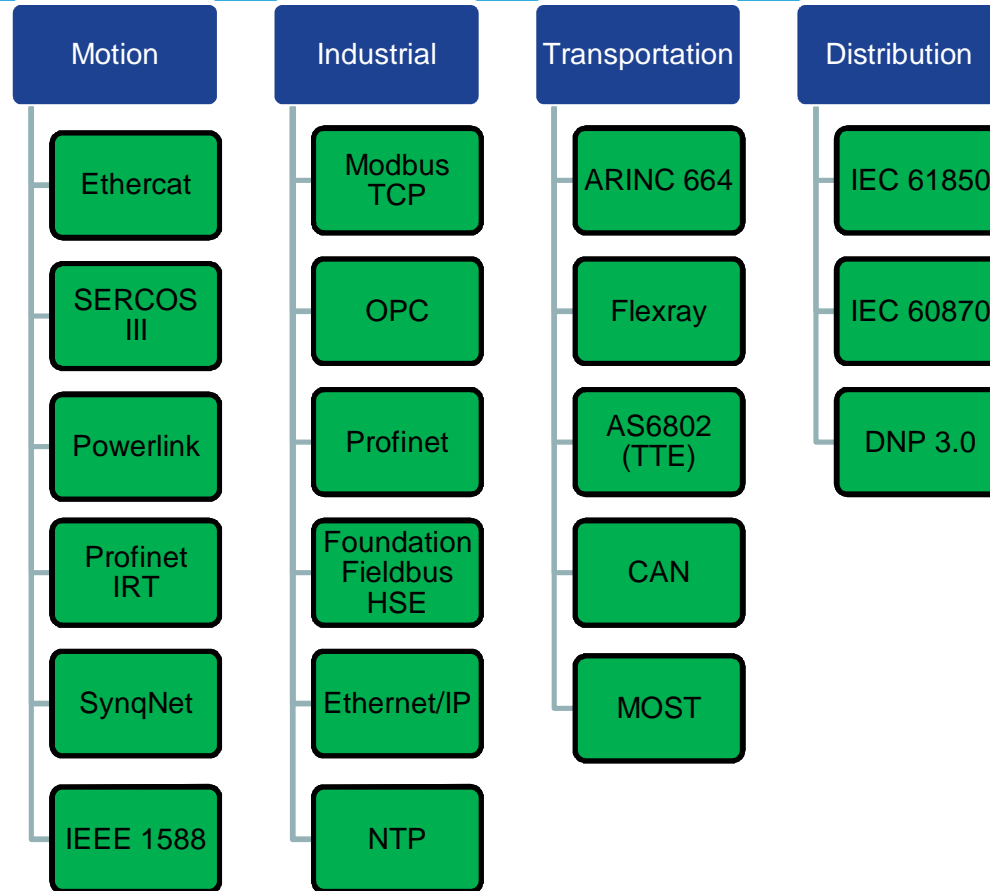 Motion
Ethercat
SERCOS
III
Powerlink
Profinet
IRT
SynqNet
IEEE 1588
Industrial
Modbus
TCP
OPC
Profinet
Foundation
Fieldbus
HSE
Ethernet/IP
NTP
Transportation
ARINC 664
Flexray
AS6802
(TTE)
CAN
MOST
Distribution
IEC 61850
IEC 60870
DNP 3.0